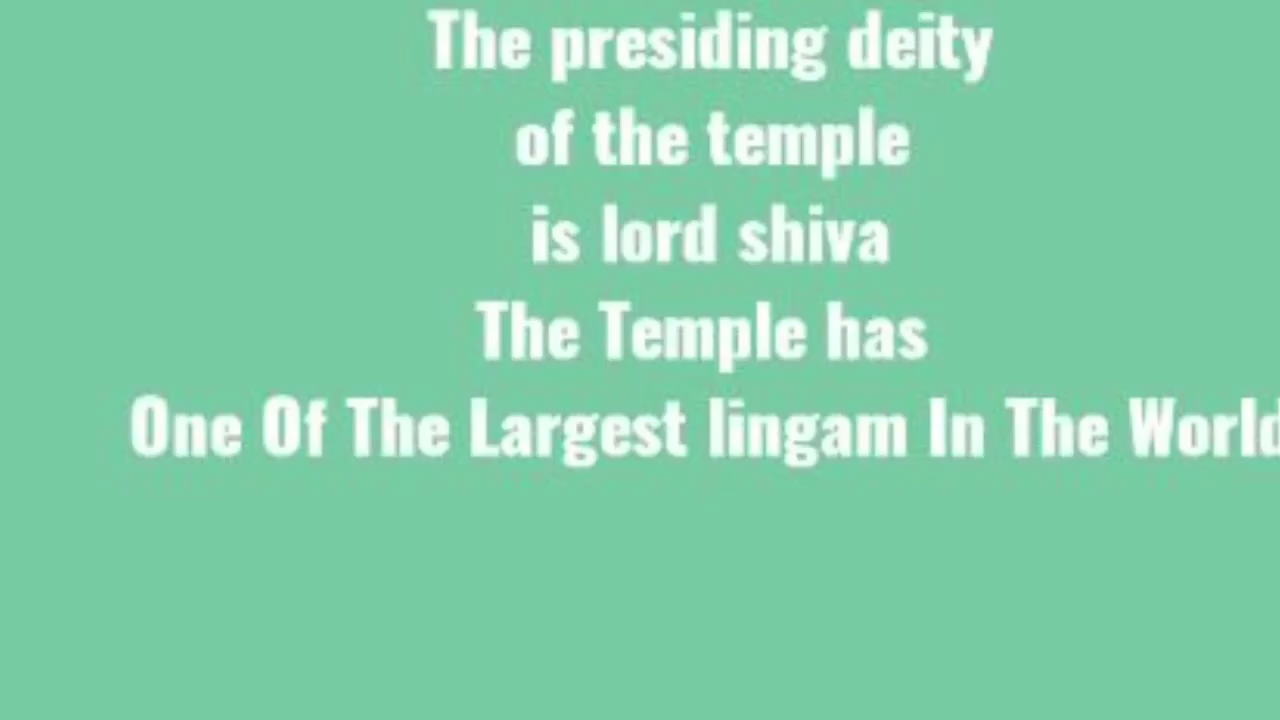 The presiding deity
of the temple
is lord shiva
The Temple has
One Of The Largest lingam In The World